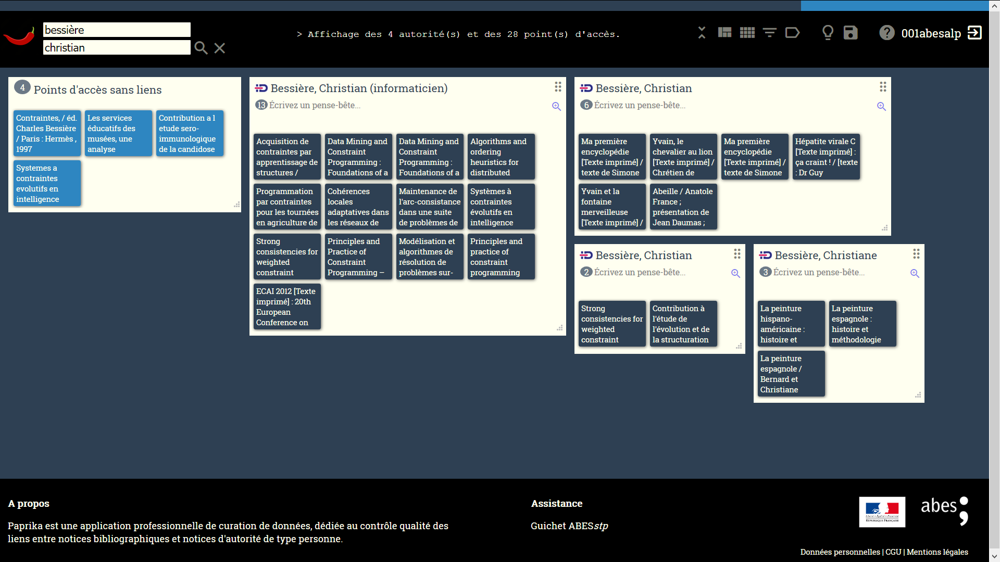 bessière
christian
> Affichage des 4 autorité(s) et des 28 point(s) d'accès.
001abesalp
4 Points d'accès sans liens
Contraintes, / éd.
Charles Bessière
/ Paris : Hermès ,
1997
Les services
éducatifs des
musées, une
analyse
Contribution a l
etude sero-
immunologique
de la candidose
Systemes a
contraintes
evolutifs en
intelligence
Bessière, Christian (informaticien)
13 Écrivez un pense-bête...
Acquisition de
contraintes par
apprentissage de
structures /
Data Mining and
Constraint
Programming :
Foundations of a
Data Mining and
Constraint
Programming :
Foundations of a
Algorithms and
ordering
heuristics for
distributed
Programmation
par contraintes
pour les tournées
en agriculture de
Cohérences
locales
adaptatives dans
les réseaux de
Maintenance de
l'arc-consistance
dans une suite
de problèmes de
Systèmes à
contraintes
évolutifs en
intelligence
Strong
consistencies for
weighted
constraint
Principles and
Practice of
Constraint
Programming –
Modélisation et
algorithmes de
résolution de
problèmes sur-
Principles and
practice of
constraint
programming
ECAI 2012 [Texte
imprimé] : 20th
European
Conference on
Bessière, Christian
6 Écrivez un pense-bête...
Ma première
encyclopédie
[Texte imprimé] /
texte de Simone
Yvain, le
chevalier au lion
[Texte imprimé] /
Chrétien de
Ma première
encyclopédie
[Texte imprimé] /
texte de Simone
Hépatite virale C
[Texte imprimé] :
ça craint ! / [texte
: Dr Guy
Yvain et la
fontaine
merveilleuse
[Texte imprimé] /
Abeille / Anatole
France ;
présentation de
Jean Daumas ;
Bessière, Christian
2 Écrivez un pense-bête...
Strong
consistencies for
weighted
constraint
Contribution à
l'étude de
l'évolution et de
la structuration
Bessière, Christiane
3 Écrivez un pense-bête...
La peinture
hispano-
américaine :
histoire et
La peinture
espagnole :
histoire et
méthodologie
La peinture
espagnole /
Bernard et
Christiane
A propos
Paprika est une application professionnelle de curation de données, dédiée au contrôle qualité des
liens entre notices bibliographiques et notices d'autorité de type personne.
Assistance
Guichet ABESstp
Liberté • Égalité • Fraternité
RÉPUBLIQUE FRANÇAISE
abes
Données personnelles | CGU | Mentions légales